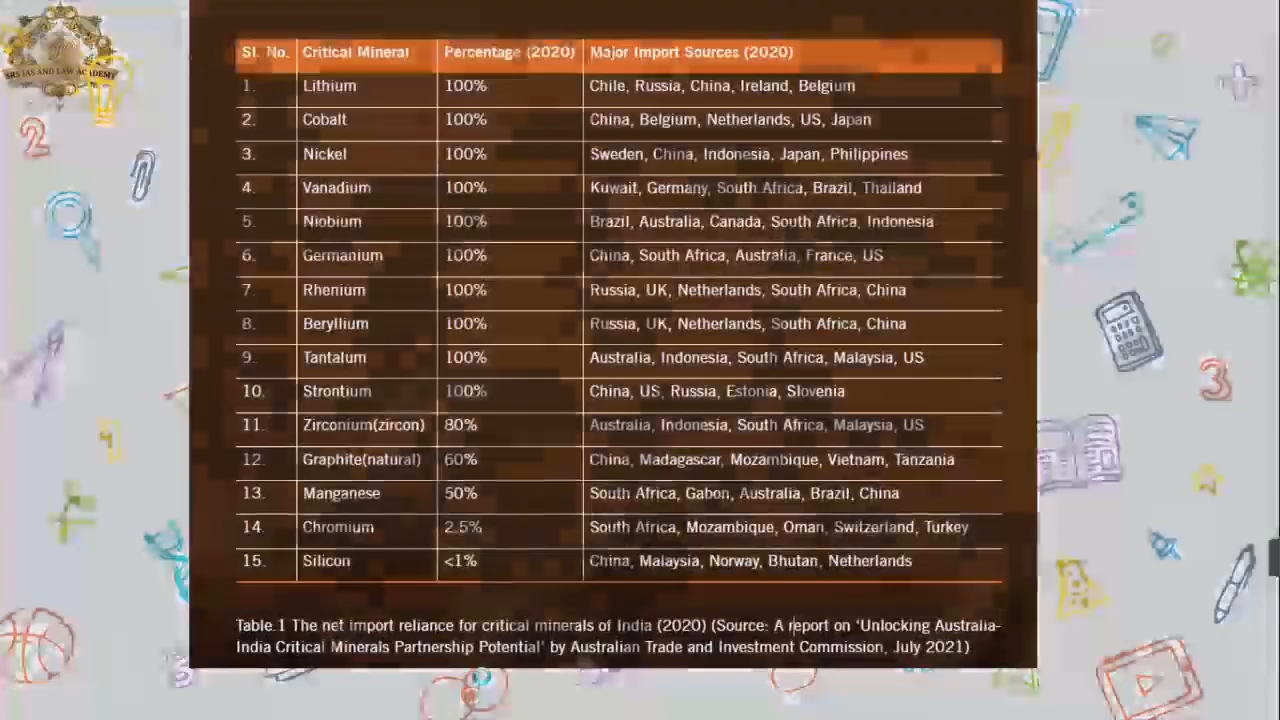 SRS IAS AND LAW ACADEMY
Sl. No. Critical Mineral Percentage (2020) Major Import Sources (2020)
1. Lithium 100% Chile, Russia, China, Ireland, Belgium
2. Cobalt 100% China, Belgium, Netherlands, US, Japan
3. Nickel 100% Sweden, China, Indonesia, Japan, Philippines
4. Vanadium 100% Kuwait, Germany, South Africa, Brazil, Thailand
5. Niobium 100% Brazil, Australia, Canada, South Africa, Indonesia
6. Germanium 100% China, South Africa, Australia, France, US
7. Rhenium 100% Russia, UK, Netherlands, South Africa, China
8. Beryllium 100% Russia, UK, Netherlands, South Africa, China
9. Tantalum 100% Australia, Indonesia, South Africa, Malaysia, US
10. Strontium 100% China, US, Russia, Estonia, Slovenia
11. Zirconium(zircon) 80% Australia, Indonesia, South Africa, Malaysia, US
12. Graphite(natural) 60% China, Madagascar, Mozambique, Vietnam, Tanzania
13. Manganese 50% South Africa, Gabon, Australia, Brazil, China
14. Chromium 2.5% South Africa, Mozambique, Oman, Switzerland, Turkey
15. Silicon <1% China, Malaysia, Norway, Bhutan, Netherlands
Table.1 The net import reliance for critical minerals of India (2020) (Source: A report on ‘Unlocking Australia-
India Critical Minerals Partnership Potential’ by Australian Trade and Investment Commission, July 2021)
2
3